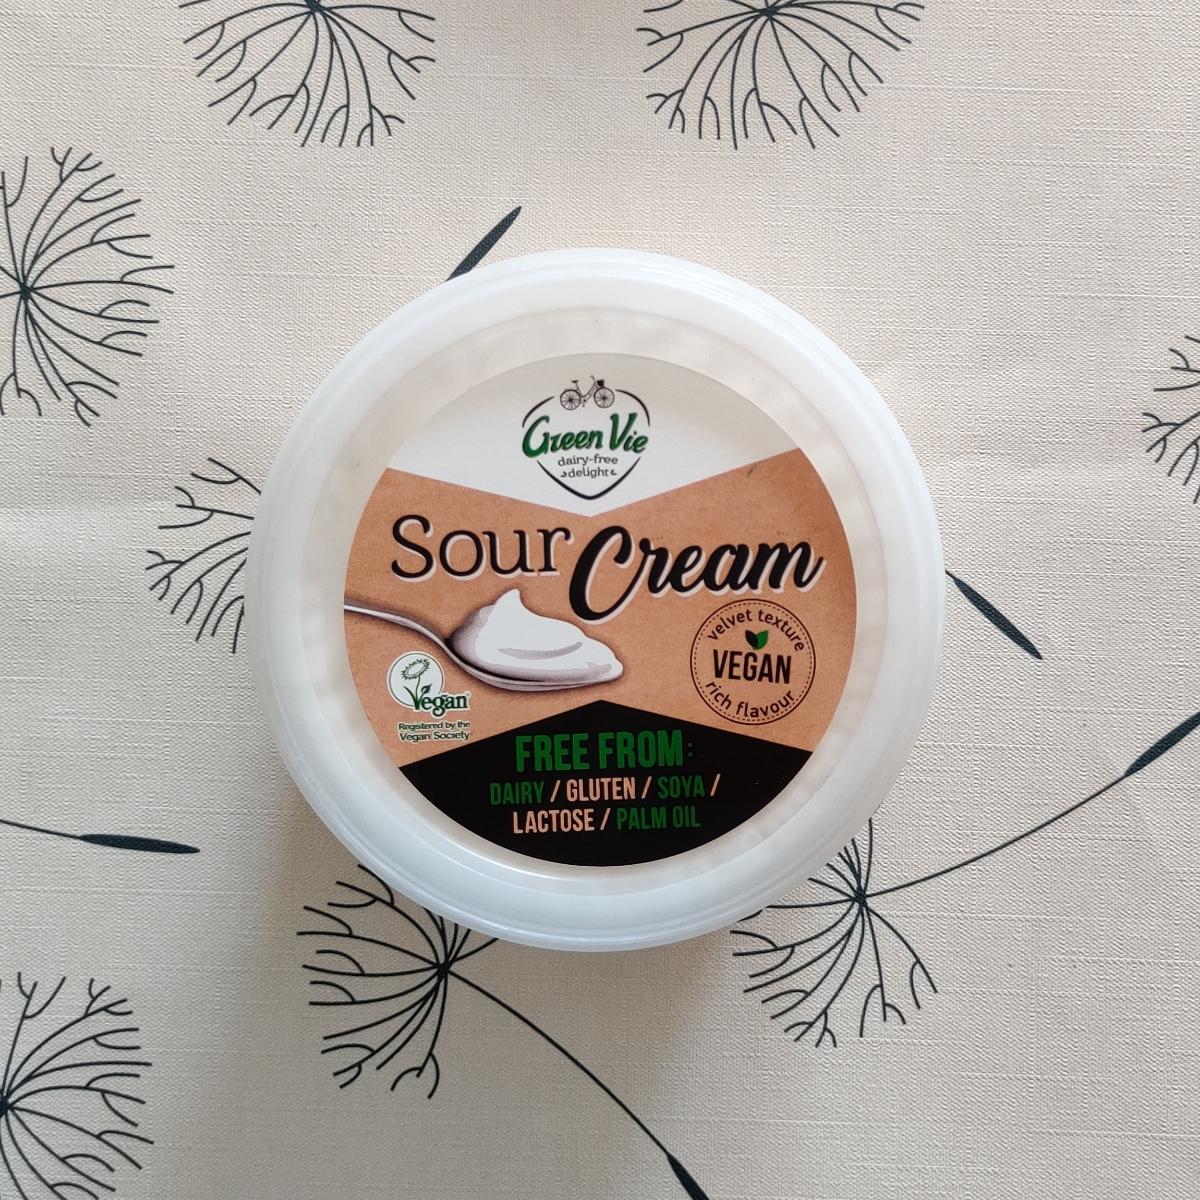 Green Vie
dairy-free
delight
Sour Cream
velvet texture
VEGAN
rich flavour
Vegan
Registered by the
Vegan Society
FREE FROM:
DAIRY / GLUTEN / SOYA /
LACTOSE / PALM OIL